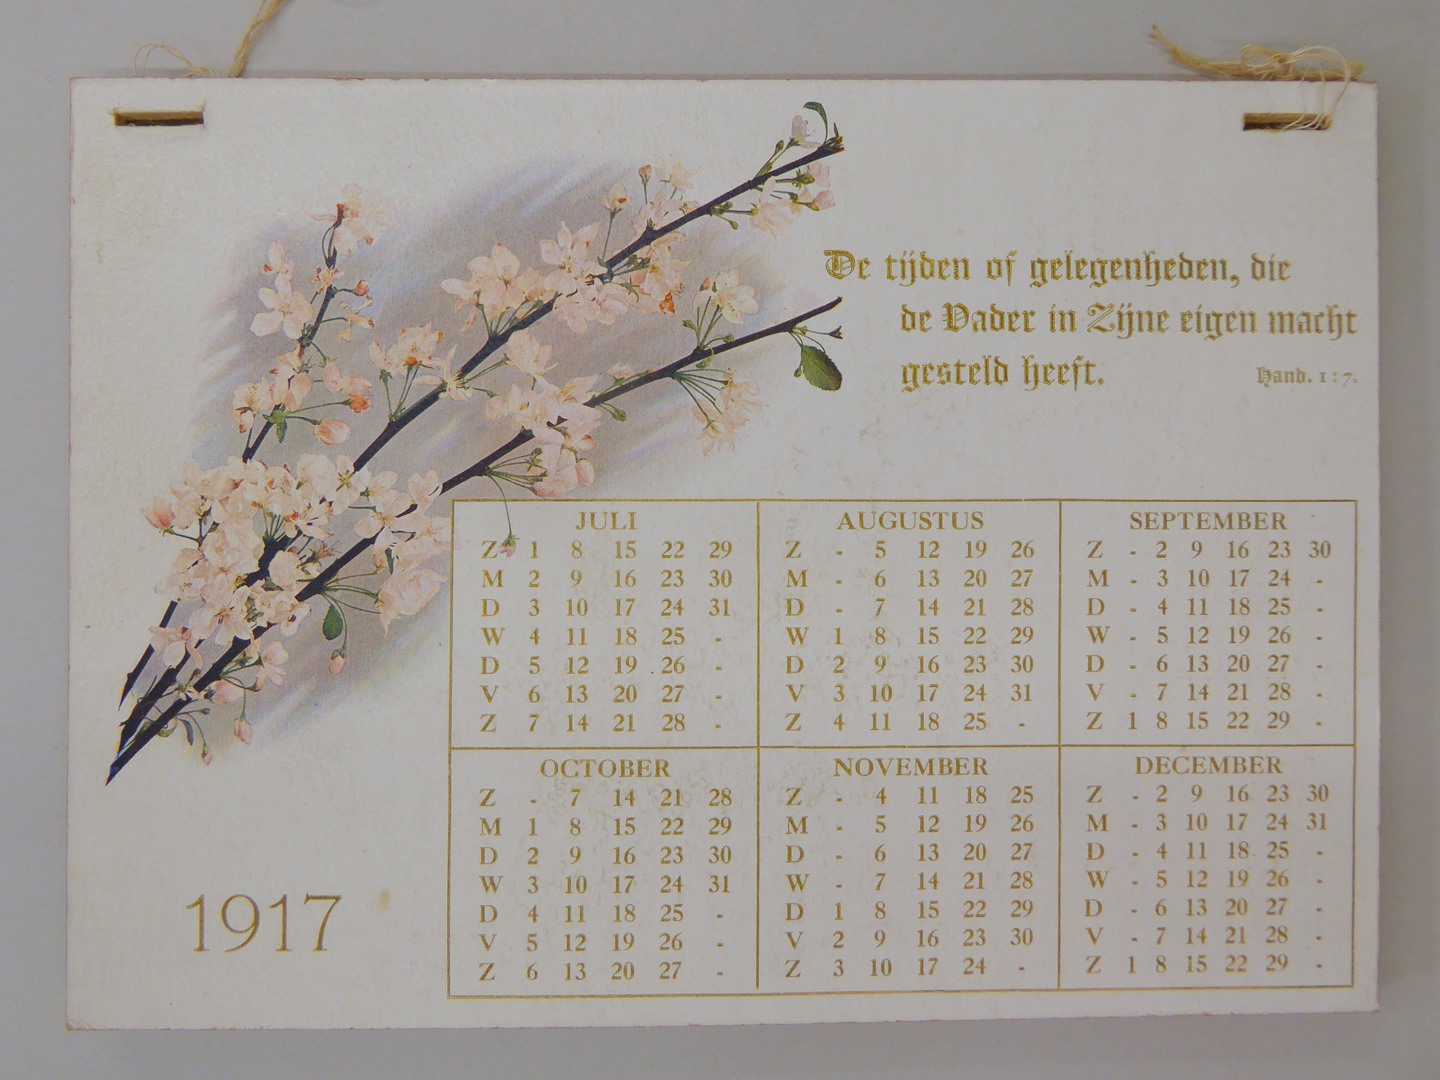 De tijden of gelegenheden, die
de Vader in Zijne eigen macht
gesteld heeft.
Hand. 1 : 7.
JULI
Z 1 8 15 22 29
M 2 9 16 23 30
D 3 10 17 24 31
W 4 11 18 25 -
D 5 12 19 26 -
V 6 13 20 27 -
Z 7 14 21 28 -
AUGUSTUS
Z - 5 12 19 26
M - 6 13 20 27
D - 7 14 21 28
W 1 8 15 22 29
D 2 9 16 23 30
V 3 10 17 24 31
Z 4 11 18 25 -
SEPTEMBER
Z - 2 9 16 23 30
M - 3 10 17 24 -
D - 4 11 18 25 -
W - 5 12 19 26 -
D - 6 13 20 27 -
V - 7 14 21 28 -
Z 1 8 15 22 29 -
OCTOBER
Z - 7 14 21 28
M 1 8 15 22 29
D 2 9 16 23 30
W 3 10 17 24 31
D 4 11 18 25 -
V 5 12 19 26 -
Z 6 13 20 27 -
NOVEMBER
Z - 4 11 18 25
M - 5 12 19 26
D - 6 13 20 27
W - 7 14 21 28
D 1 8 15 22 29
V 2 9 16 23 30
Z 3 10 17 24 -
DECEMBER
Z - 2 9 16 23 30
M - 3 10 17 24 31
D - 4 11 18 25 -
W - 5 12 19 26 -
D - 6 13 20 27 -
V - 7 14 21 28 -
Z 1 8 15 22 29 -
1917